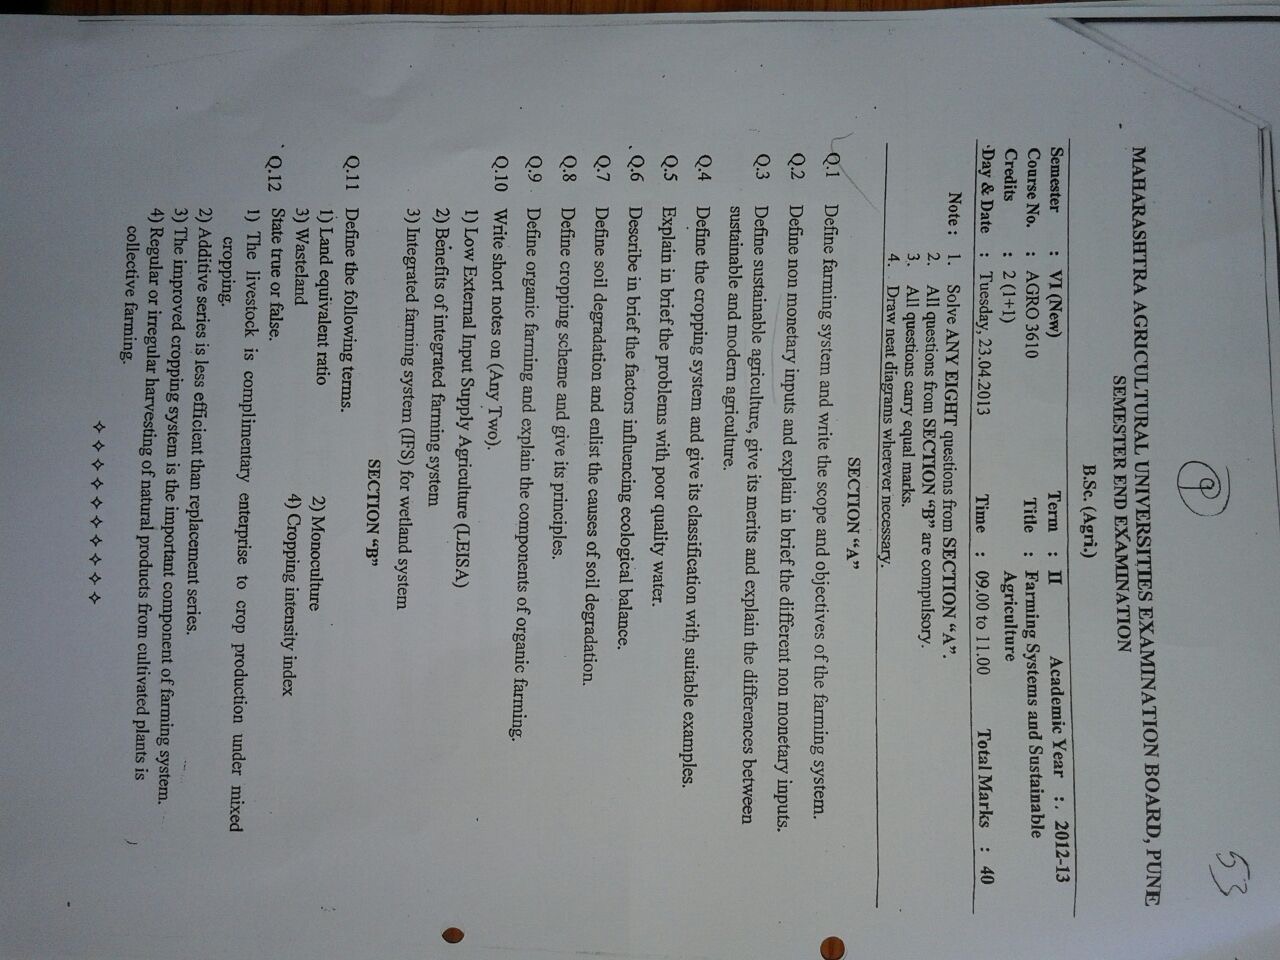 53
9
MAHARASHTRA AGRICULTURAL UNIVERSITIES EXAMINATION BOARD, PUNE
SEMESTER END EXAMINATION
B.Sc. (Agri.)
Semester : VI (New) Term : II Academic Year :. 2012-13
Course No. : AGRO 3610 Title : Farming Systems and Sustainable
Credits : 2 (1+1) Agriculture
Day & Date : Tuesday, 23.04.2013 Time : 09.00 to 11.00 Total Marks : 40
Note : 1. Solve ANY EIGHT questions from SECTION “A”.
2. All questions from SECTION “B” are compulsory.
3. All questions carry equal marks.
4. Draw neat diagrams wherever necessary.
SECTION “A”
Q.1 Define farming system and write the scope and objectives of the farming system.
Q.2 Define non monetary inputs and explain in brief the different non monetary inputs.
Q.3 Define sustainable agriculture, give its merits and explain the differences between
sustainable and modern agriculture.
Q.4 Define the cropping system and give its classification with suitable examples.
Q.5 Explain in brief the problems with poor quality water.
Q.6 Describe in brief the factors influencing ecological balance.
Q.7 Define soil degradation and enlist the causes of soil degradation.
Q.8 Define cropping scheme and give its principles.
Q.9 Define organic farming and explain the components of organic farming.
Q.10 Write short notes on (Any Two).
1) Low External Input Supply Agriculture (LEISA)
2) Benefits of integrated farming system
3) Integrated farming system (IFS) for wetland system
SECTION “B”
Q.11 Define the following terms.
1) Land equivalent ratio 2) Monoculture
3) Wasteland 4) Cropping intensity index
Q.12 State true or false.
1) The livestock is complimentary enterprise to crop production under mixed
cropping.
2) Additive series is less efficient than replacement series.
3) The improved cropping system is the important component of farming system.
4) Regular or irregular harvesting of natural products from cultivated plants is
collective farming.